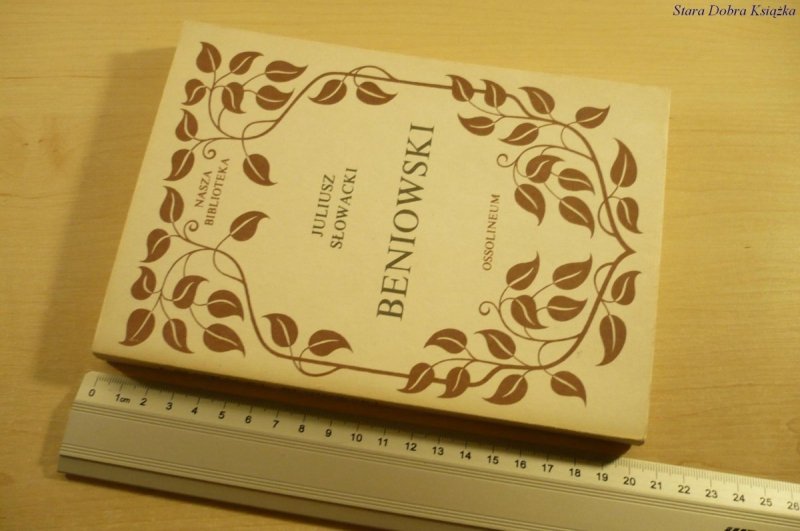 Stara Dobra Książka
NASZA
BIBLIOTEKA
JULIUSZ
SŁOWACKI
BENIOWSKI
OSSOLINEUM
0 1cm 2 3 4 5 6 7 8 9 10 11 12 13 14 15 16 17 18 19 20 21 22 23 24 25 26